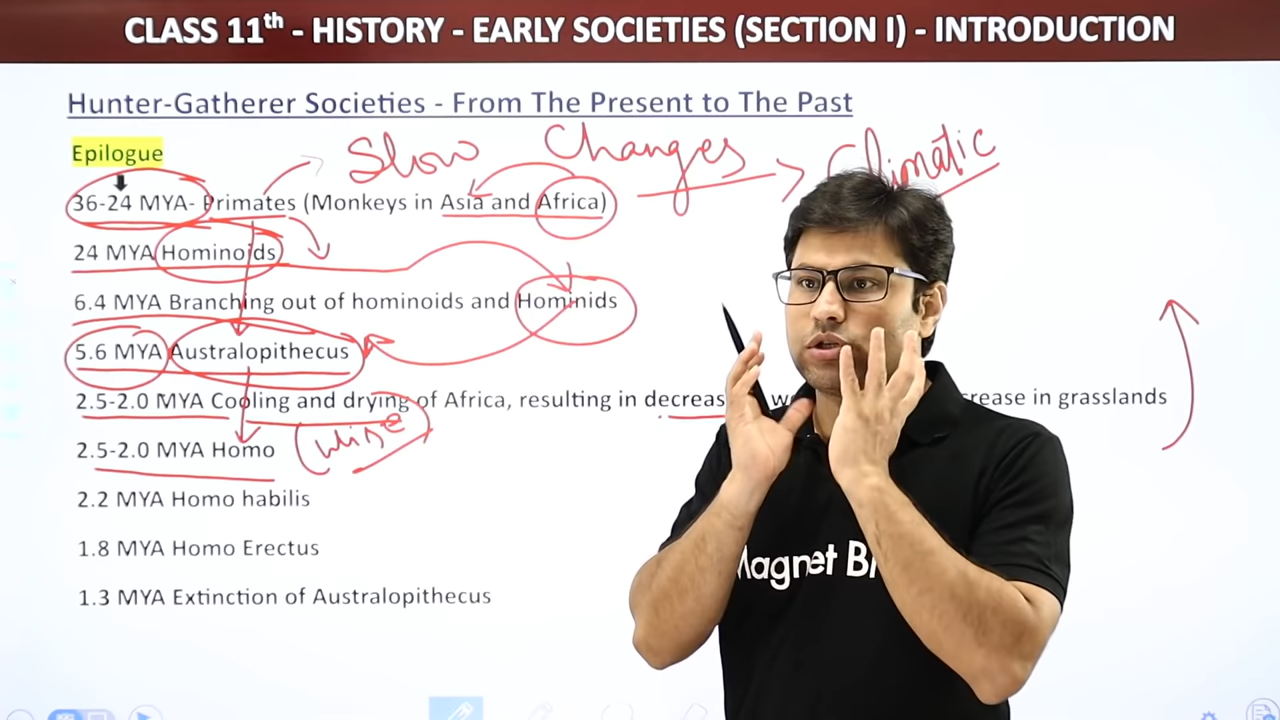 CLASS 11th - HISTORY - EARLY SOCIETIES (SECTION I) - INTRODUCTION
Hunter-Gatherer Societies - From The Present to The Past
Epilogue
Slow Changes Climatic
36-24 MYA- Primates (Monkeys in Asia and Africa)
24 MYA Hominoids
6.4 MYA Branching out of hominoids and Hominids
5.6 MYA Australopithecus
2.5-2.0 MYA Cooling and drying of Africa, resulting in decreas w crease in grasslands
(wise)
2.5-2.0 MYA Homo
2.2 MYA Homo habilis
1.8 MYA Homo Erectus
1.3 MYA Extinction of Australopithecus
Magnet Br